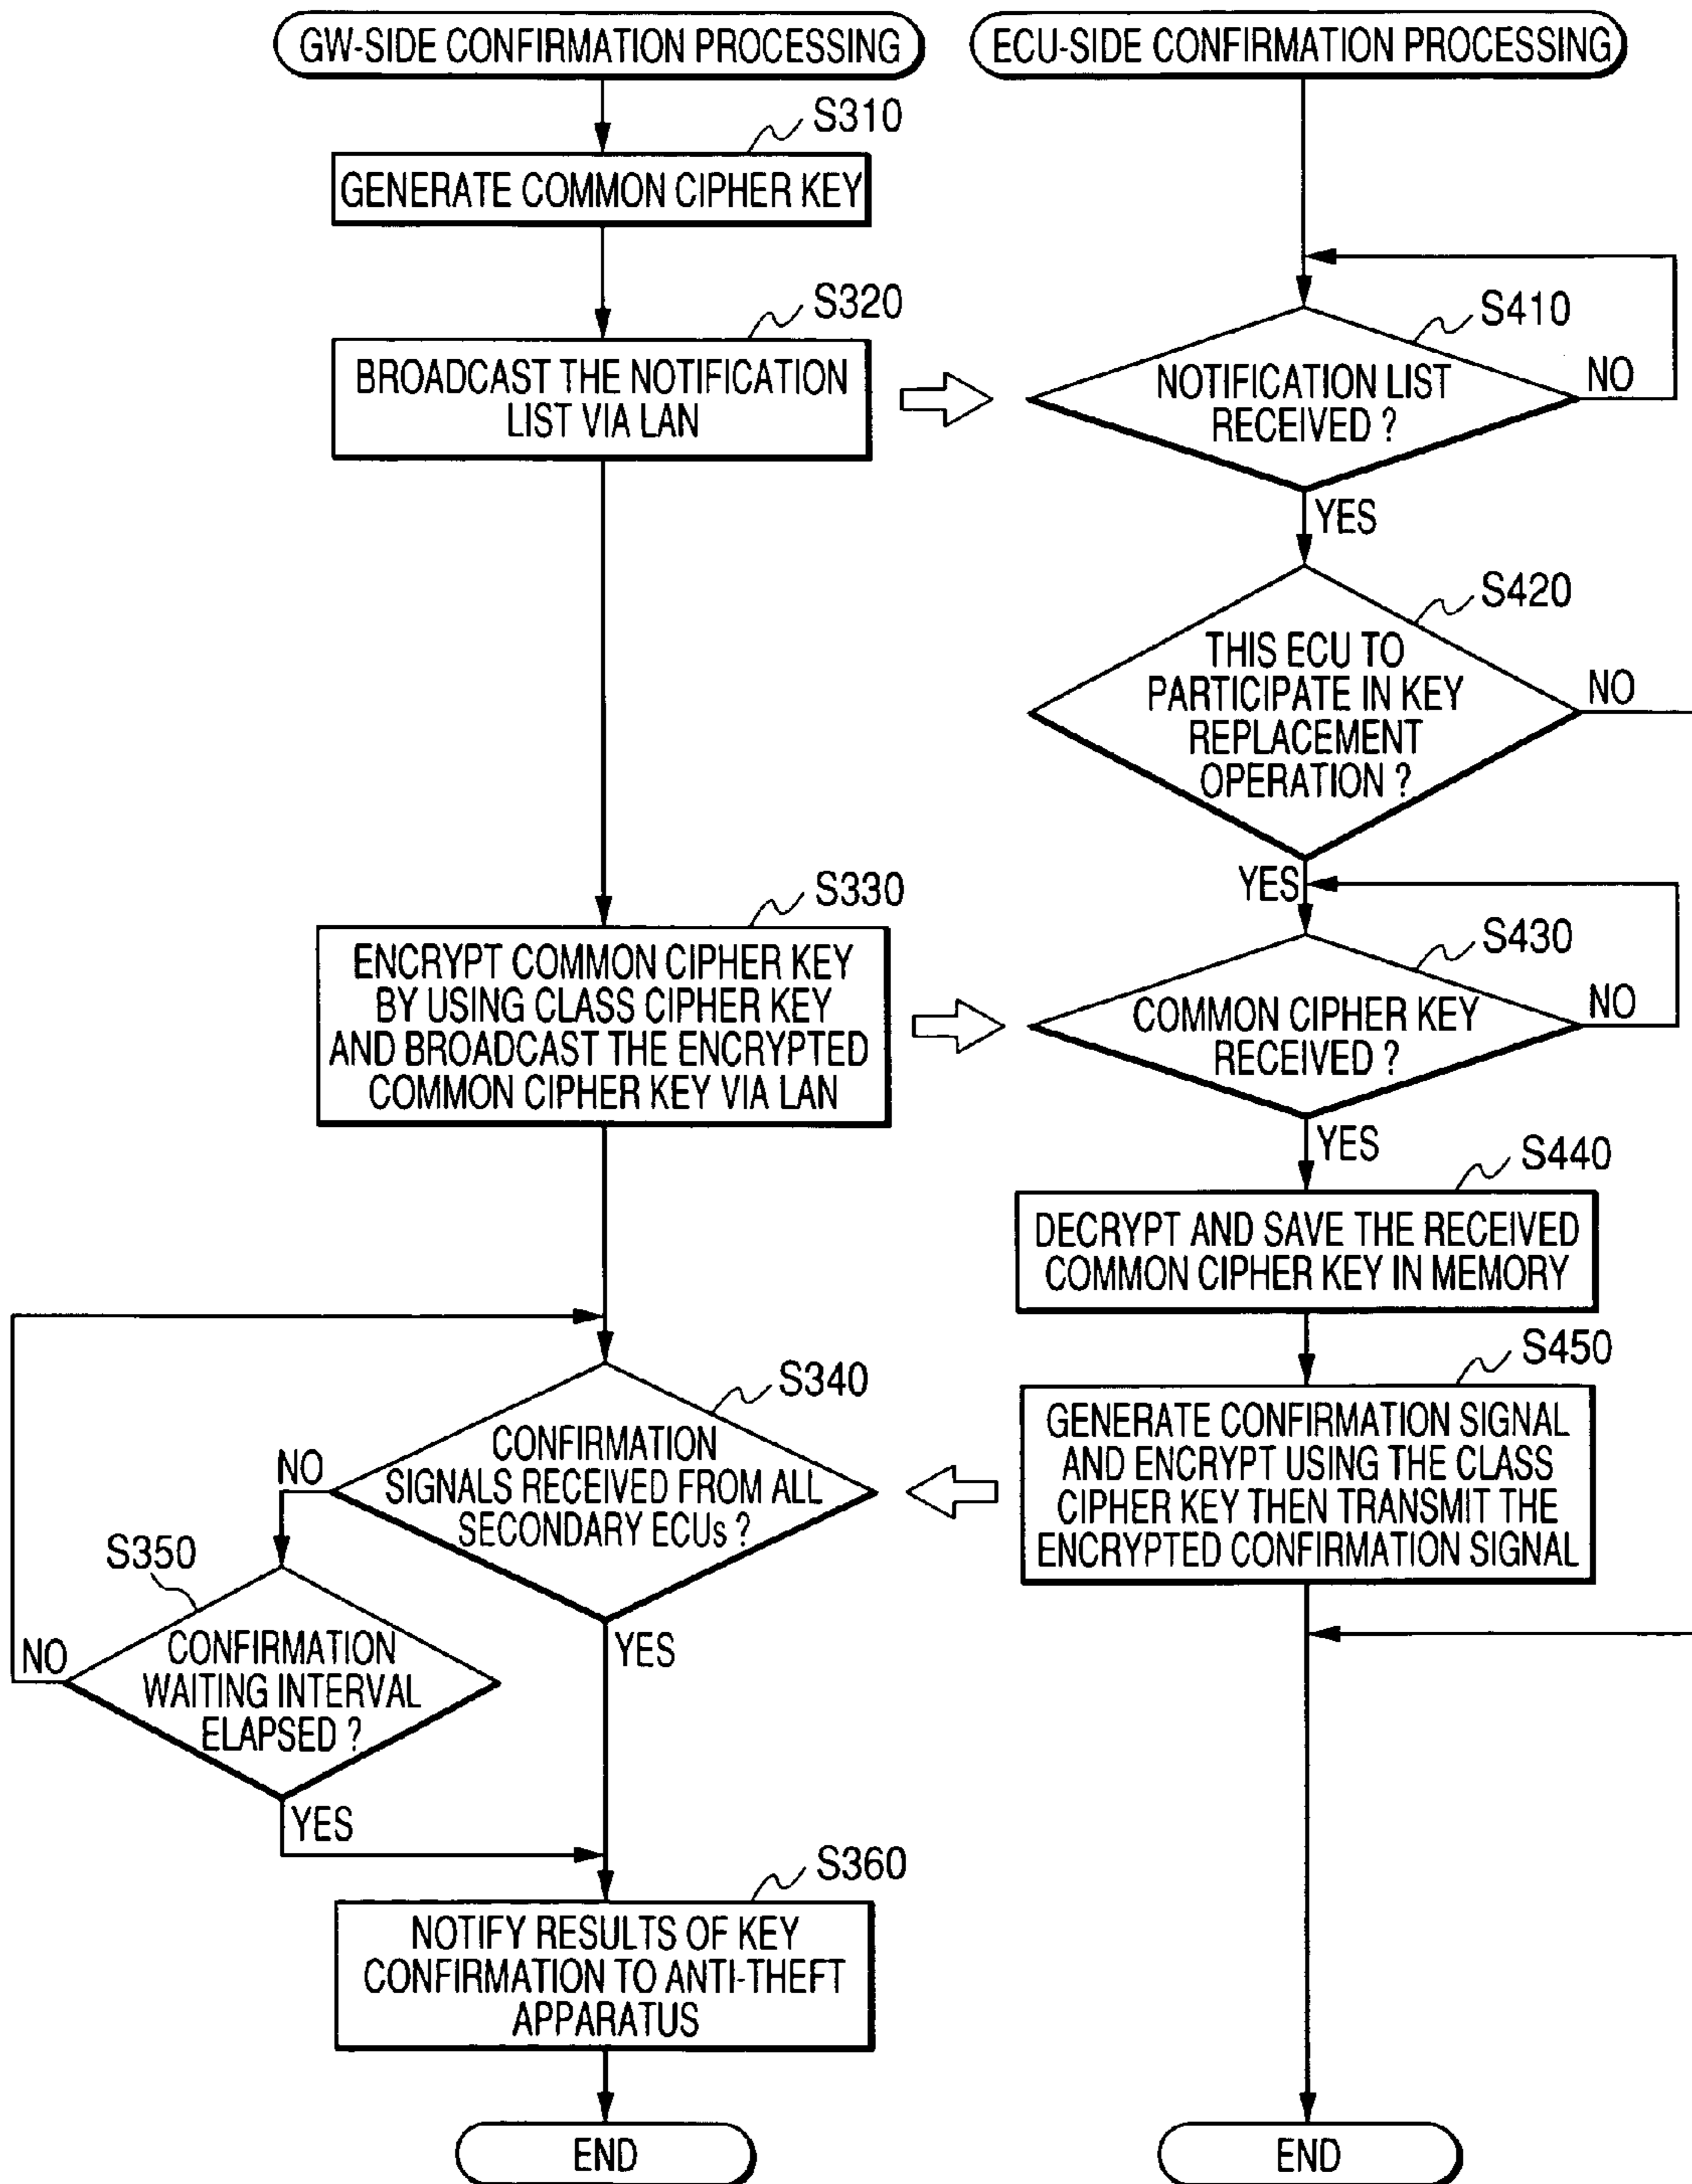 GW-SIDE CONFIRMATION PROCESSING
S310
GENERATE COMMON CIPHER KEY
S320
BROADCAST THE NOTIFICATION
LIST VIA LAN
S330
ENCRYPT COMMON CIPHER KEY
BY USING CLASS CIPHER KEY
AND BROADCAST THE ENCRYPTED
COMMON CIPHER KEY VIA LAN
S340
CONFIRMATION
SIGNALS RECEIVED FROM ALL
SECONDARY ECUs ?
NO
YES
S350
CONFIRMATION
WAITING INTERVAL
ELAPSED ?
NO
YES
S360
NOTIFY RESULTS OF KEY
CONFIRMATION TO ANTI-THEFT
APPARATUS
END
ECU-SIDE CONFIRMATION PROCESSING
S410
NOTIFICATION LIST
RECEIVED ?
NO
YES
S420
THIS ECU TO
PARTICIPATE IN KEY
REPLACEMENT
OPERATION ?
NO
YES
S430
COMMON CIPHER KEY
RECEIVED ?
NO
YES
S440
DECRYPT AND SAVE THE RECEIVED
COMMON CIPHER KEY IN MEMORY
S450
GENERATE CONFIRMATION SIGNAL
AND ENCRYPT USING THE CLASS
CIPHER KEY THEN TRANSMIT THE
ENCRYPTED CONFIRMATION SIGNAL
END